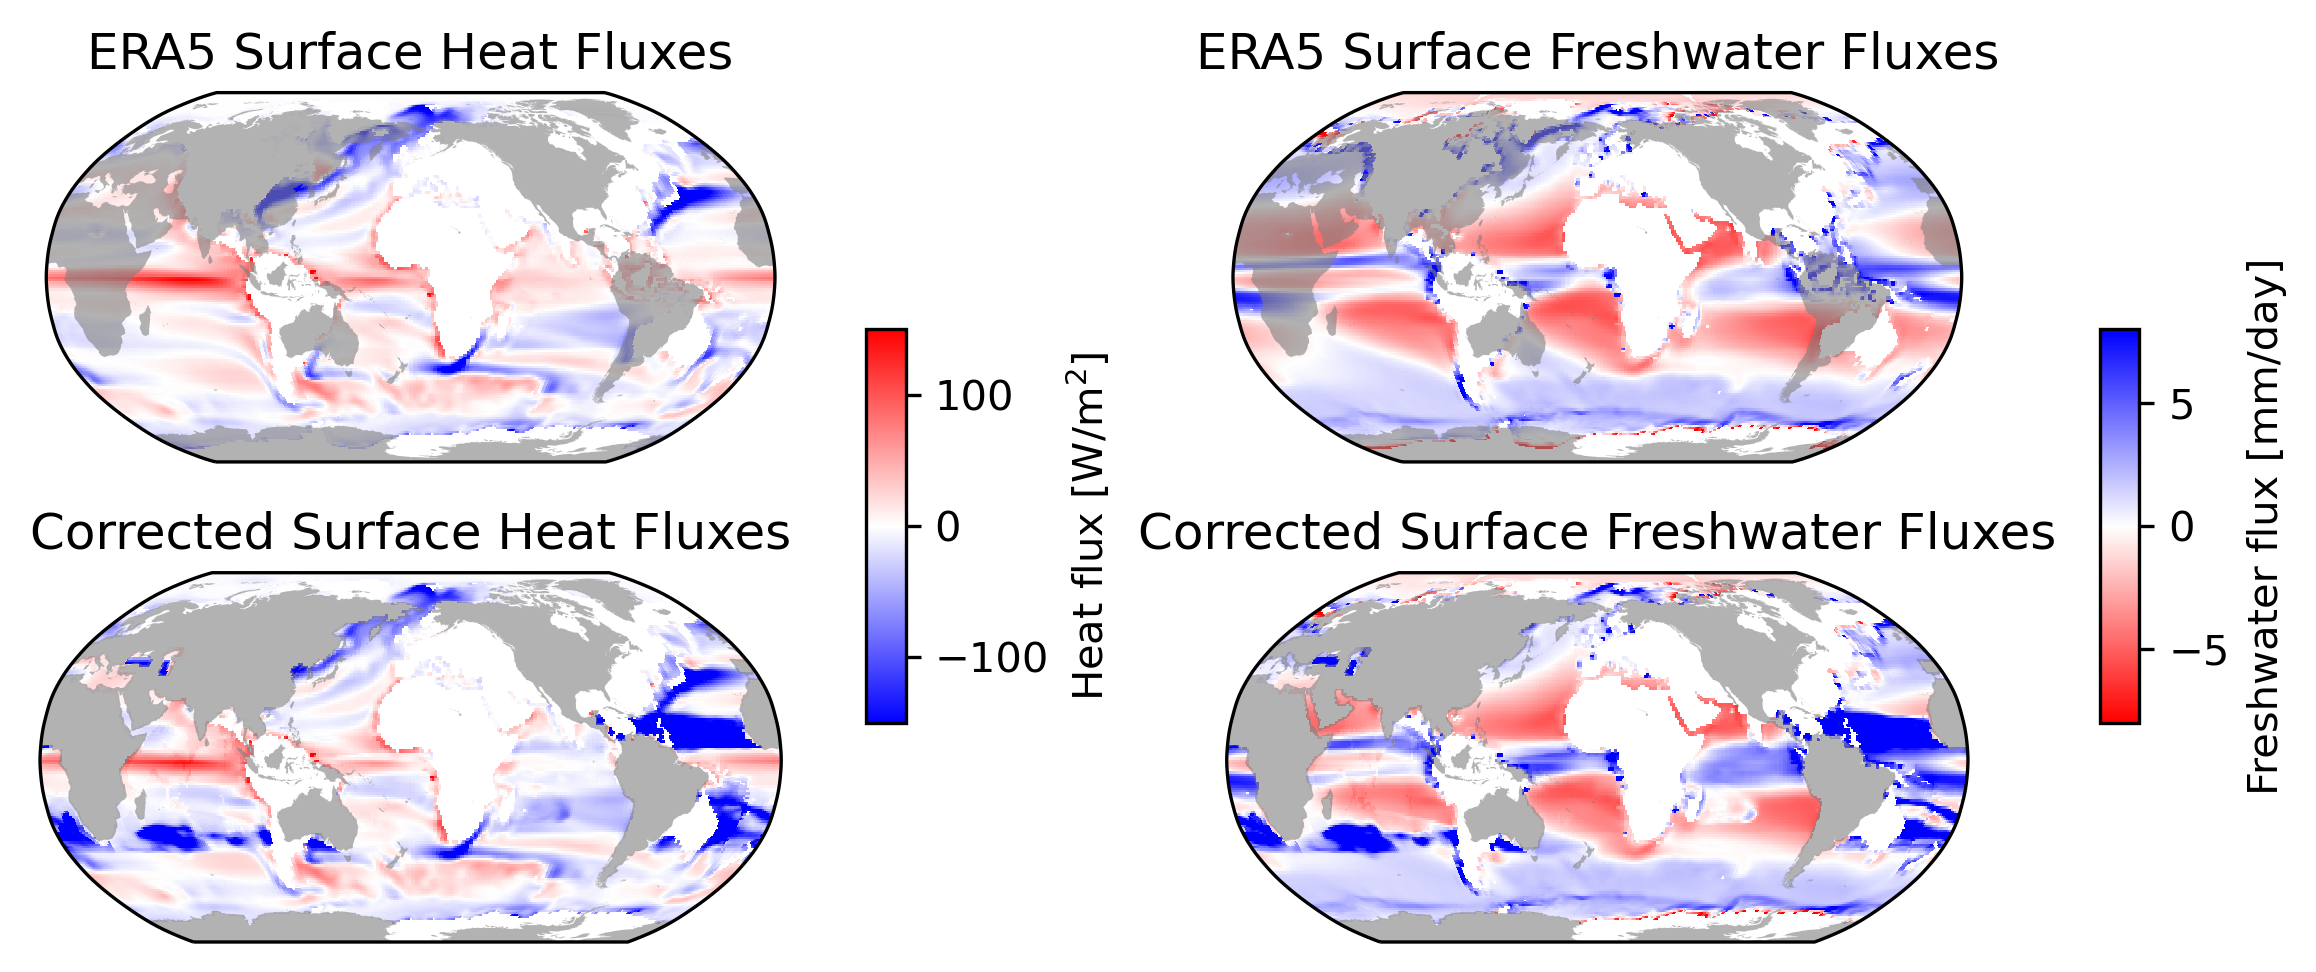 ERA5 Surface Heat Fluxes
ERA5 Surface Freshwater Fluxes
100
0
−100
Heat flux [W/m²]
5
0
−5
Freshwater flux [mm/day]
Corrected Surface Heat Fluxes
Corrected Surface Freshwater Fluxes